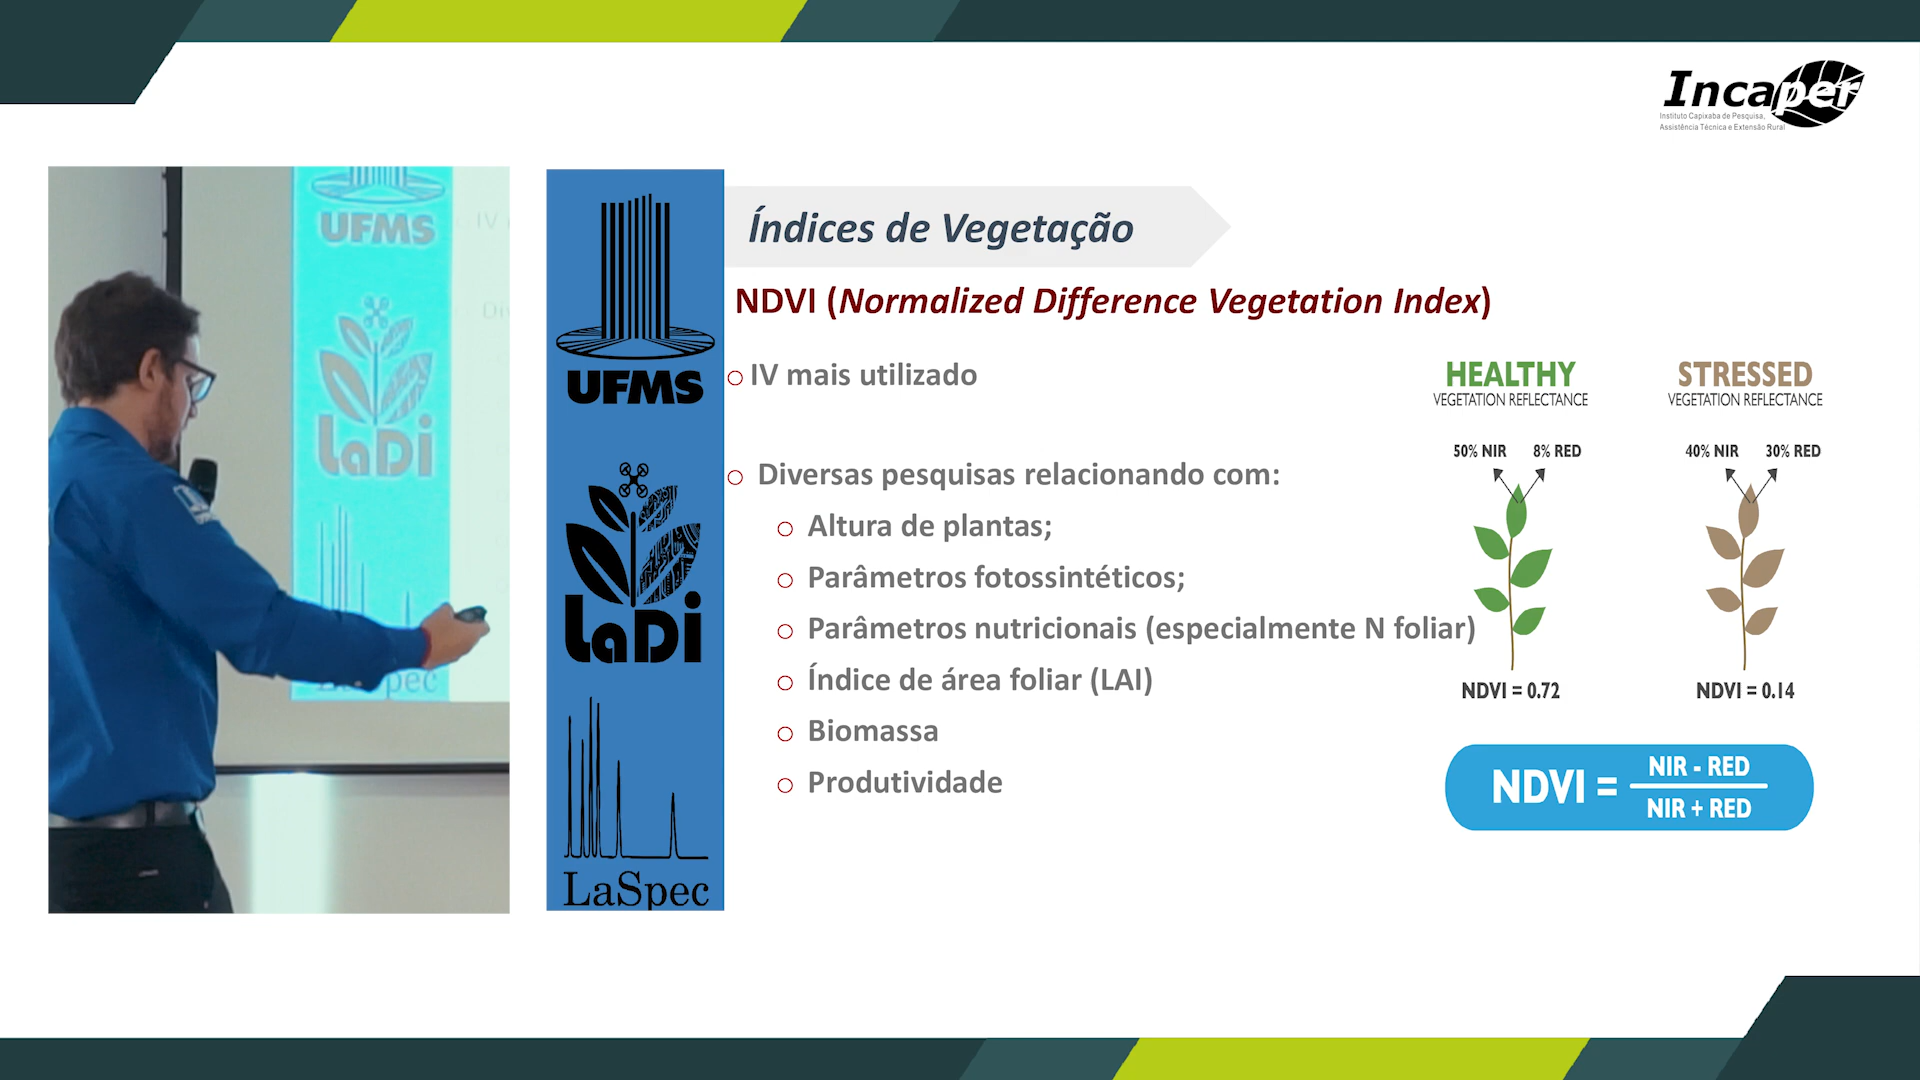 Incaper
Instituto Capixaba de Pesquisa,
Assistência Técnica e Extensão Rural
UFMS
IV
Di
LaDi
LaSpec
UFMS
LaDi
LaSpec
Índices de Vegetação
NDVI (Normalized Difference Vegetation Index)
IV mais utilizado
Diversas pesquisas relacionando com:
Altura de plantas;
Parâmetros fotossintéticos;
Parâmetros nutricionais (especialmente N foliar)
Índice de área foliar (LAI)
Biomassa
Produtividade
HEALTHY
VEGETATION REFLECTANCE
50% NIR 8% RED
NDVI = 0.72
STRESSED
VEGETATION REFLECTANCE
40% NIR 30% RED
NDVI = 0.14
NDVI = NIR - RED
NIR + RED